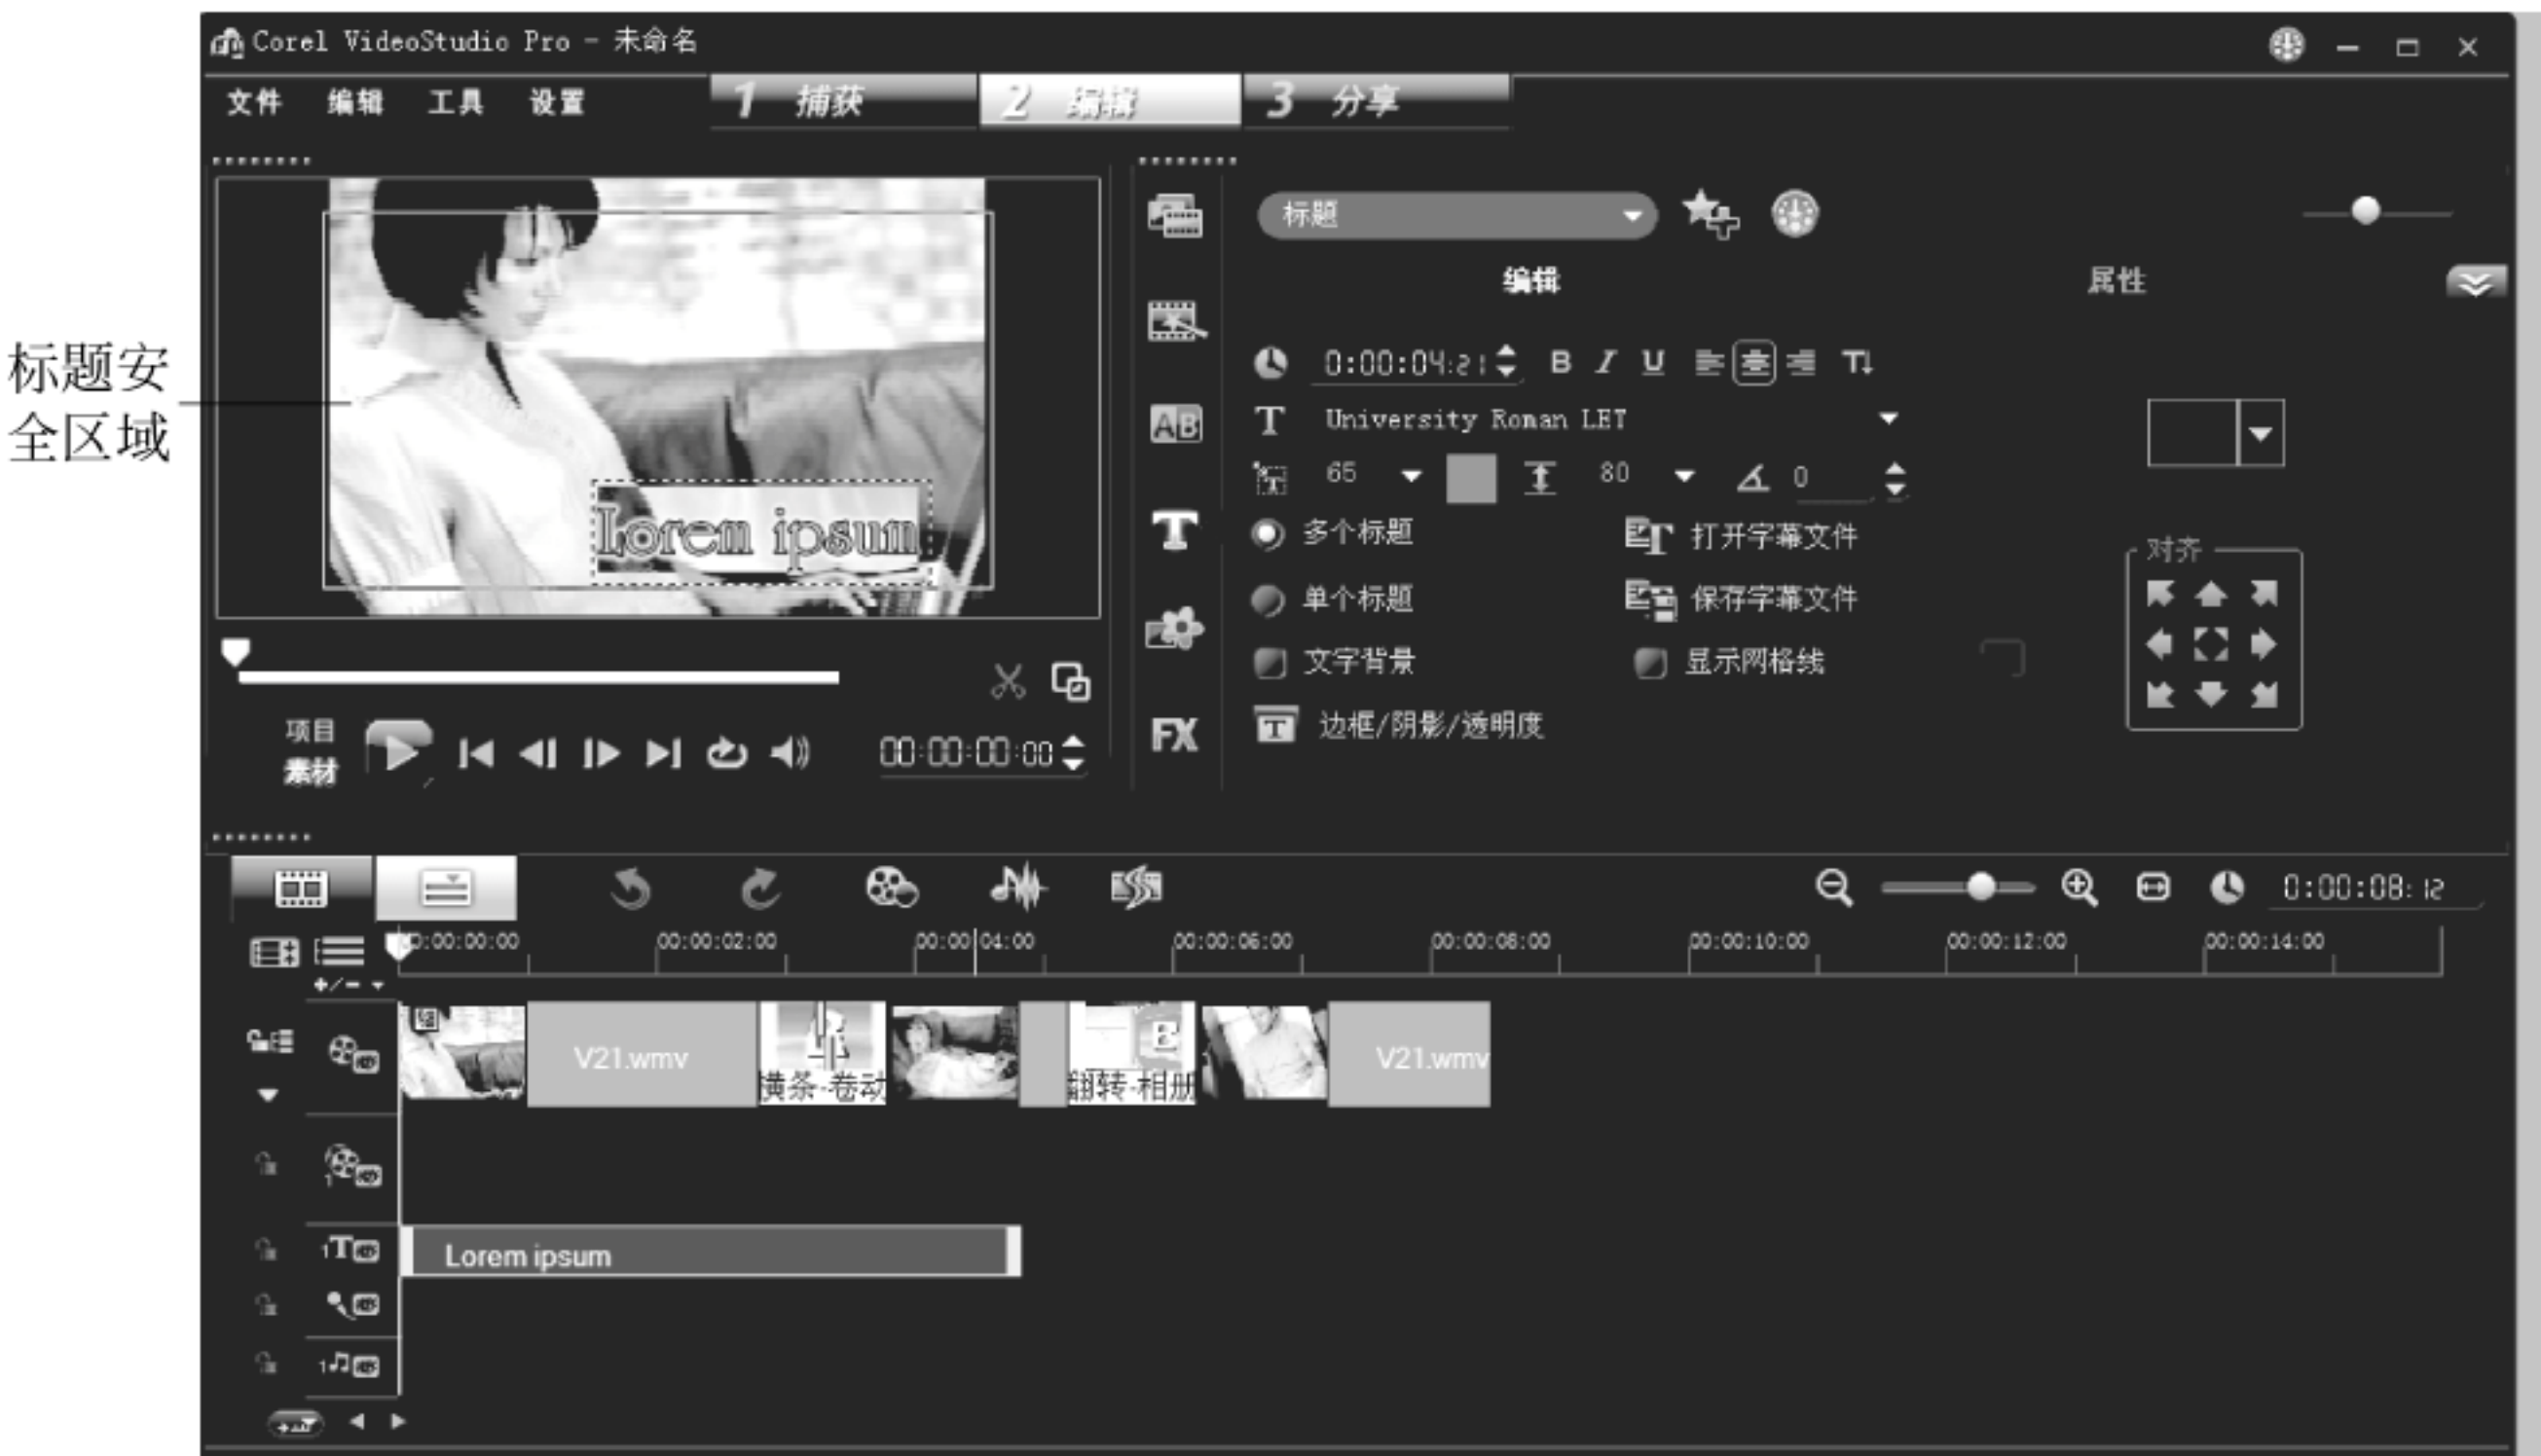 Corel VideoStudio Pro - 未命名
文件 编辑 工具 设置 1 捕获 2 编辑 3 分享
标题
编辑 属性
标题安
全区域
0:00:04:21 B I U
T University Roman LET
65 80 0
Lorem ipsum
多个标题 打开字幕文件
单个标题 保存字幕文件
对齐
文字背景 显示网格线
边框/阴影/透明度
AB
T
FX
项目
素材
00:00:00:00
0:00:08:12
00:00:00:00 00:00:02:00 00:00:04:00 00:00:06:00 00:00:08:00 00:00:10:00 00:00:12:00 00:00:14:00
+/-
V21.wmv 横条-卷动 翻转-相册 V21.wmv
1
1T Lorem ipsum
1